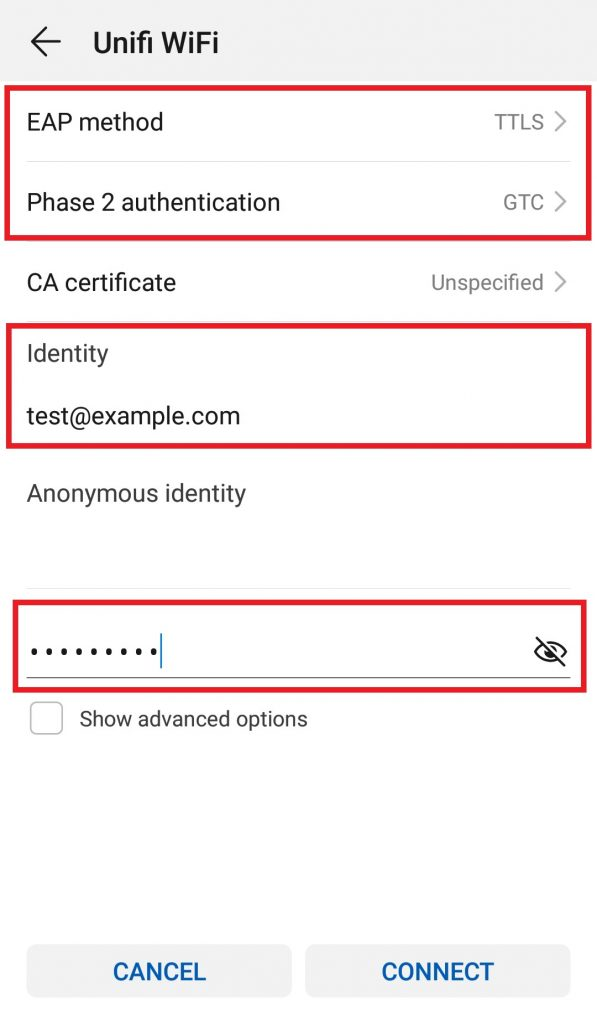 Unifi WiFi
EAP method TTLS
Phase 2 authentication GTC
CA certificate Unspecified
Identity
test@example.com
Anonymous identity
•••••••••
Show advanced options
CANCEL CONNECT